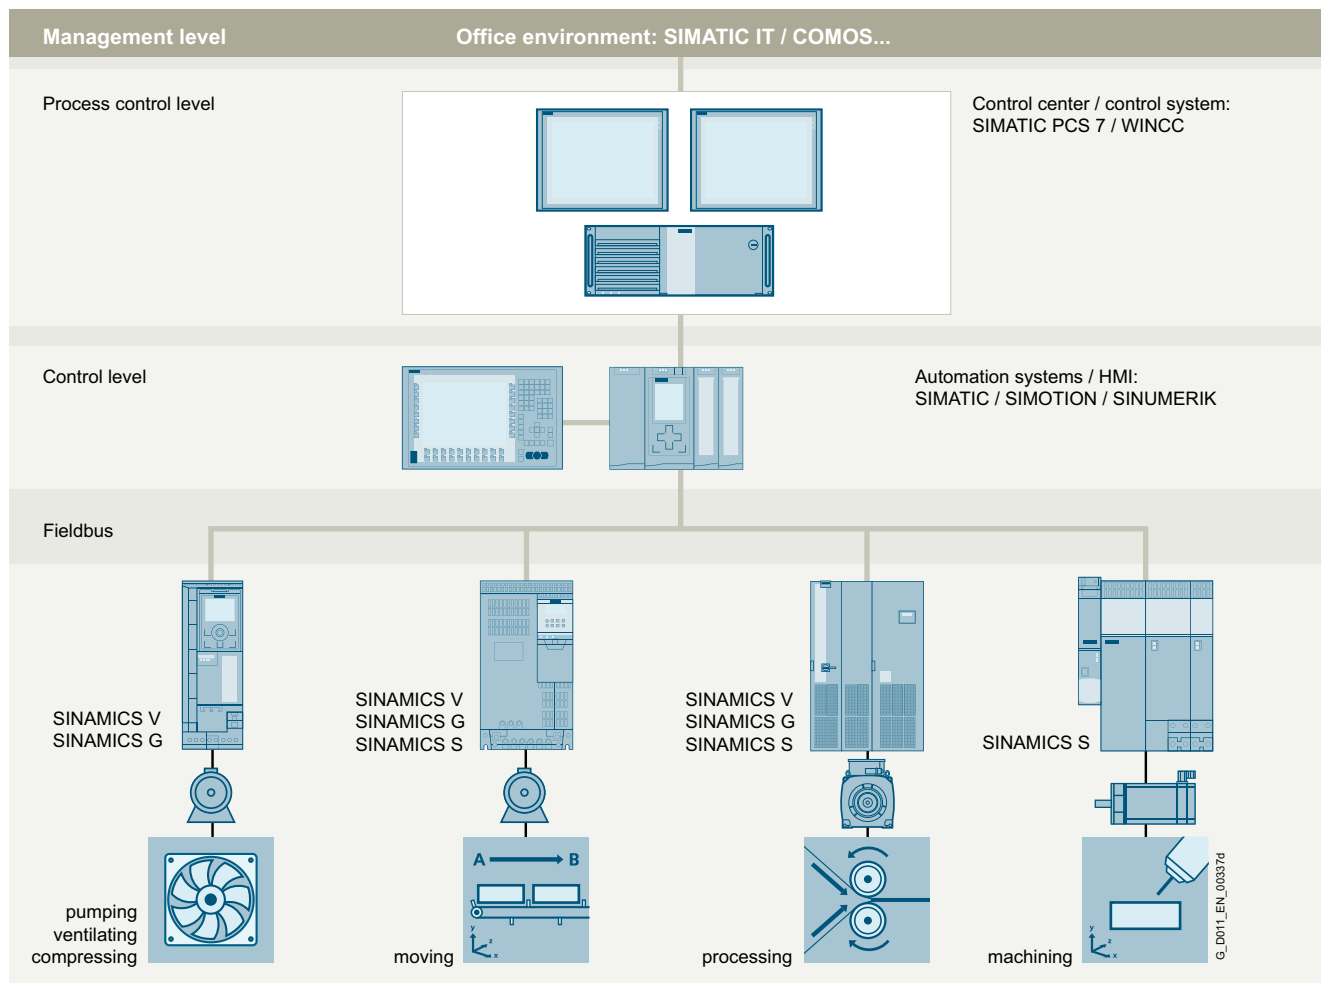 Management level
Office environment: SIMATIC IT / COMOS...
Process control level
Control center / control system:
SIMATIC PCS 7 / WINCC
Control level
Automation systems / HMI:
SIMATIC / SIMOTION / SINUMERIK
Fieldbus
SINAMICS V
SINAMICS G
SINAMICS V
SINAMICS G
SINAMICS S
SINAMICS V
SINAMICS G
SINAMICS S
SINAMICS S
pumping
ventilating
compressing
A B
y
z
x
moving
processing
y
z
x
machining
G_D011_EN_00337d